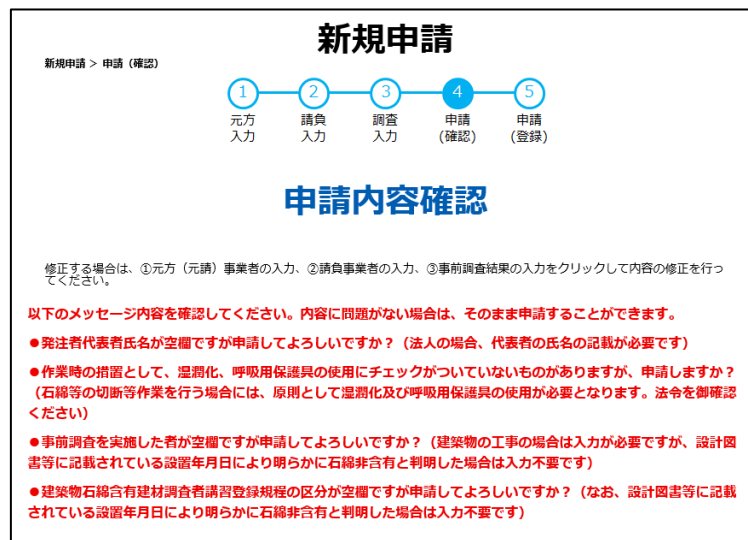 新規申請
新規申請 > 申請（確認）
1 2 3 4 5
元方 請負 調査 申請 申請
入力 入力 入力 (確認) (登録)
申請内容確認
修正する場合は、①元方（元請）事業者の入力、②請負事業者の入力、③事前調査結果の入力をクリックして内容の修正を行っ
てください。
以下のメッセージ内容を確認してください。内容に問題がない場合は、そのまま申請することができます。
●発注者代表者氏名が空欄ですが申請してよろしいですか？（法人の場合、代表者の氏名の記載が必要です）
●作業時の措置として、湿潤化、呼吸用保護具の使用にチェックがついていないものがありますが、申請しますか？
（石綿等の切断等作業を行う場合には、原則として湿潤化及び呼吸用保護具の使用が必要となります。法令を御確認
ください）
●事前調査を実施した者が空欄ですが申請してよろしいですか？（建築物の工事の場合は入力が必要ですが、設計図
書等に記載されている設置年月日により明らかに石綿非含有と判明した場合は入力不要です）
●建築物石綿含有建材調査者講習登録規程の区分が空欄ですが申請してよろしいですか？（なお、設計図書等に記載
されている設置年月日により明らかに石綿非含有と判明した場合は入力不要です）